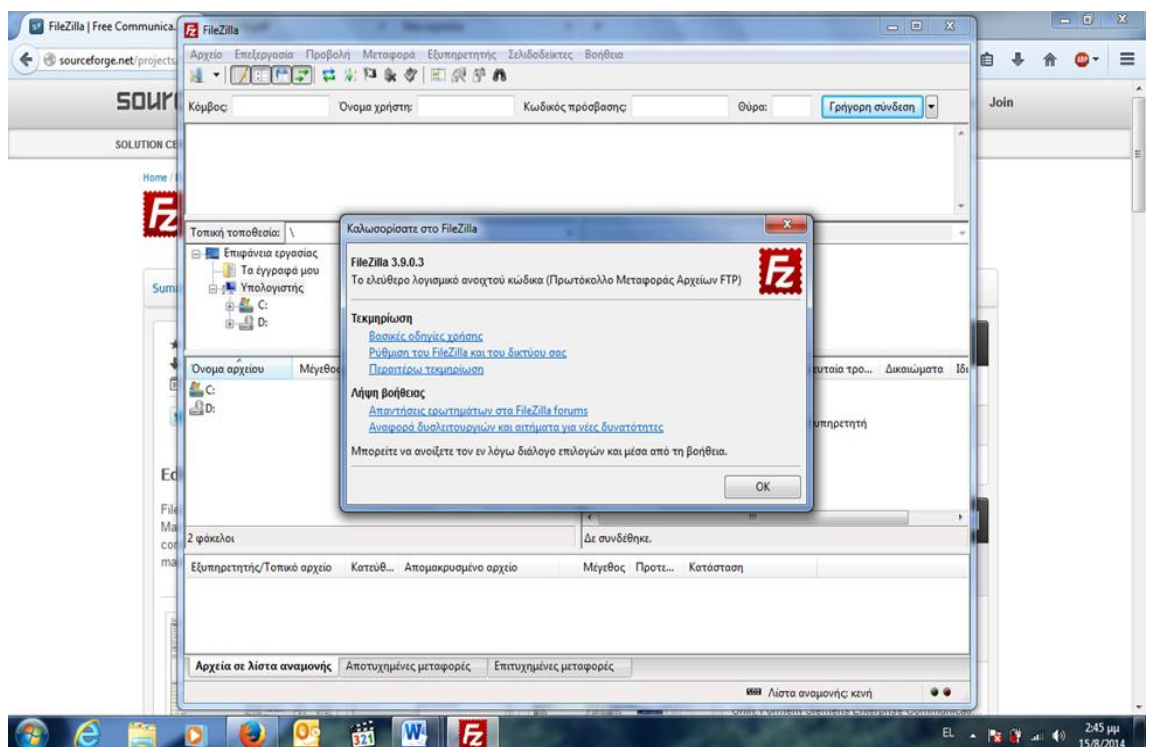 FileZilla | Free Communica...
sourceforge.net/projects
Join
SOLUTION CE
Home /
FileZilla
Αρχείο Επεξεργασία Προβολή Μεταφορά Εξυπηρετητής Σελιδοδείκτες Βοήθεια
Κόμβος: Όνομα χρήστη: Κωδικός πρόσβασης: Θύρα: Γρήγορη σύνδεση
Τοπική τοποθεσία: \
Επιφάνεια εργασίας
Τα έγγραφά μου
Υπολογιστής
C:
D:
Όνομα αρχείου Μέγεθος
C:
D:
Δικαιώματα
Καλωσορίσατε στο FileZilla
FileZilla 3.9.0.3
Το ελεύθερο λογισμικό ανοιχτού κώδικα (Πρωτόκολλο Μεταφοράς Αρχείων FTP)
Τεκμηρίωση
Βασικές οδηγίες χρήσης
Ρύθμιση του FileZilla και του δικτύου σας
Περαιτέρω τεκμηρίωση
Λήψη βοήθειας
Απαντήσεις ερωτημάτων στα FileZilla forums
Αναφορά δυσλειτουργιών και αιτήματα για νέες δυνατότητες
Μπορείτε να ανοίξετε τον εν λόγω διάλογο επιλογών και μέσα από τη βοήθεια.
OK
2 φάκελοι
Δε συνδέθηκε.
Εξυπηρετητής/Τοπικό αρχείο Κατεύθ... Απομακρυσμένο αρχείο Μέγεθος Προτε... Κατάσταση
Αρχεία σε λίστα αναμονής Αποτυχημένες μεταφορές Επιτυχημένες μεταφορές
Λίστα αναμονής: κενή
EL
2:45 μμ
15/8/2014